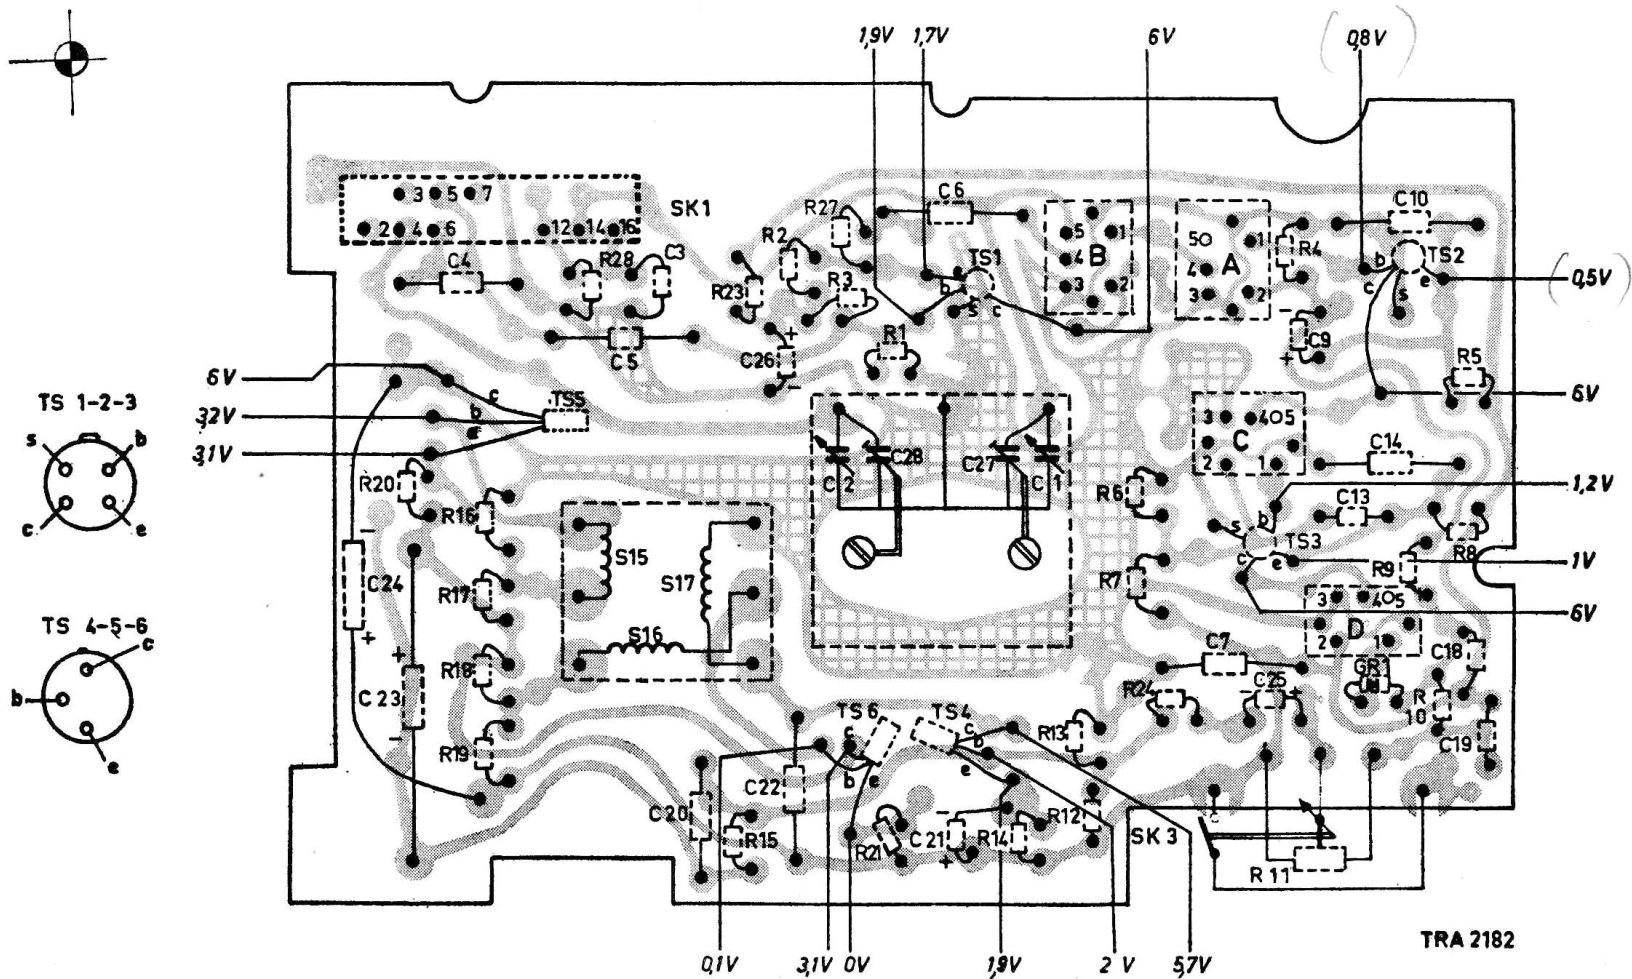 1,9V 1,7V 6V 0,8V
3 5 7
2 4 6 12 14 16
SK1
C4
R28
C3
C5
R23
R2
R27
R3
C26
+
-
R1
C6
TS1
e
b
s
c
5 1
4 B
3 2
5 1
4 A
3 2
R4
C10
TS2
b
c
s
e
0,5V
-
C9
+
R5
6V
6V
32V
3,1V
c
b
e
TS5
TS 1-2-3
s
b
c
e
TS 4-5-6
c
b
e
R20
R16
-
C24
+
R17
R18
+
C23
-
R19
S15
S17
S16
C2
C28
C27
C1
3 4 5
C
2 1
C14
R6
1,2V
C13
s
b
TS3
c
e
R8
R9
1V
R7
6V
3 4 5
D
2 1
C7
C18
GR1
R24
-
C25
+
R
10
C19
TS6
c
b
e
TS4
c
b
e
R13
C20
C22
R15
R21
-
C21
+
R14
R12
SK3
R11
0,1V 3,1V 0V 1,9V 2 V 5,7V
TRA 2182